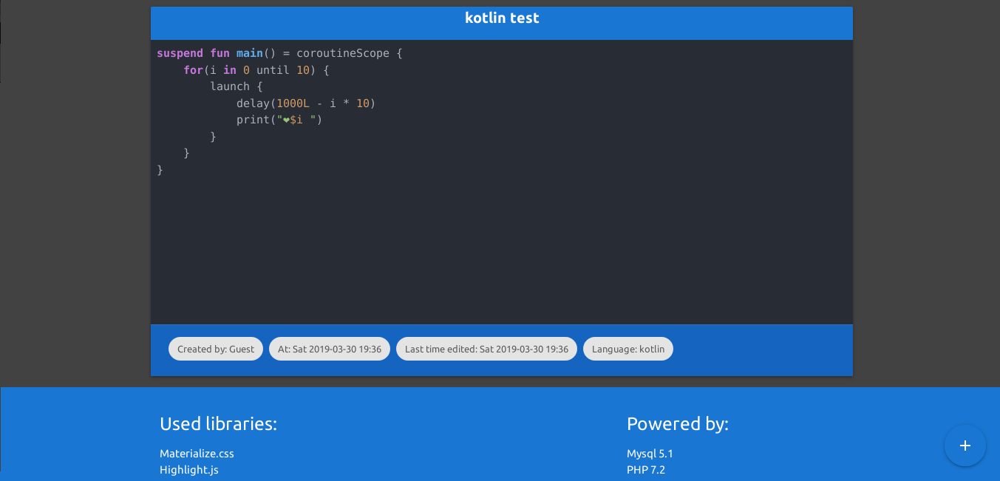 kotlin test
suspend fun main() = coroutineScope {
    for(i in 0 until 10) {
        launch {
            delay(1000L - i * 10)
            print("❤$i ")
        }
    }
}
Created by: Guest At: Sat 2019-03-30 19:36 Last time edited: Sat 2019-03-30 19:36 Language: kotlin
Used libraries:
Materialize.css
Highlight.js
Powered by:
Mysql 5.1
PHP 7.2
+